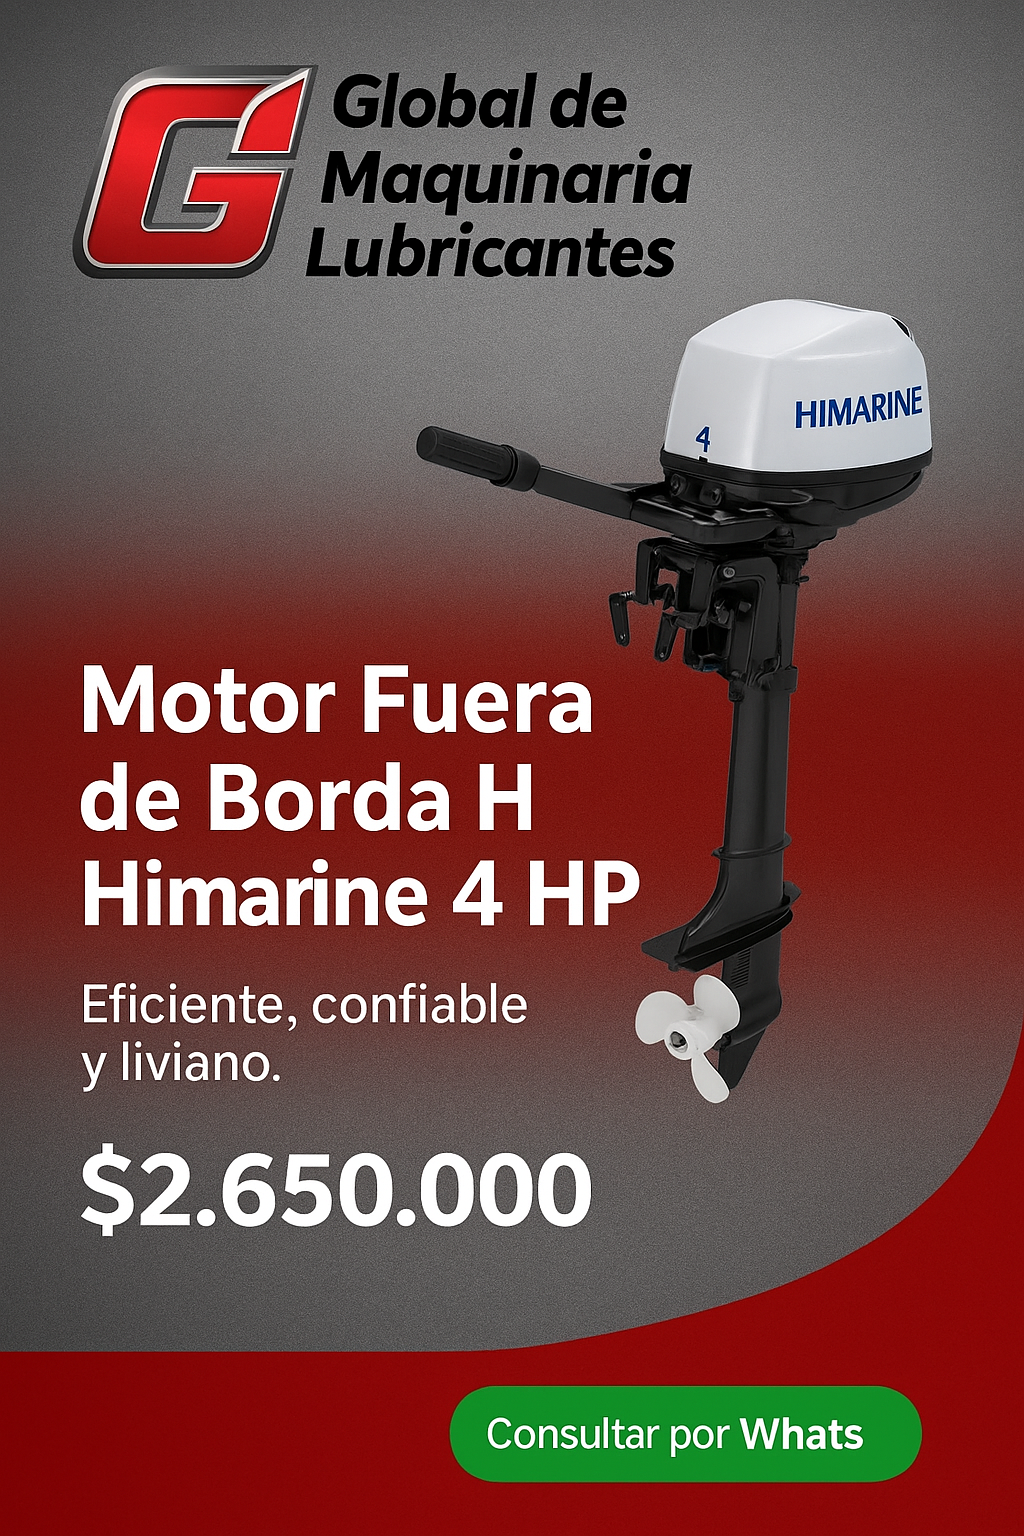 G
Global de
Maquinaria
Lubricantes
HIMARINE
4
Motor Fuera
de Borda H
Himarine 4 HP
Eficiente, confiable
y liviano.
$2.650.000
Consultar por Whats